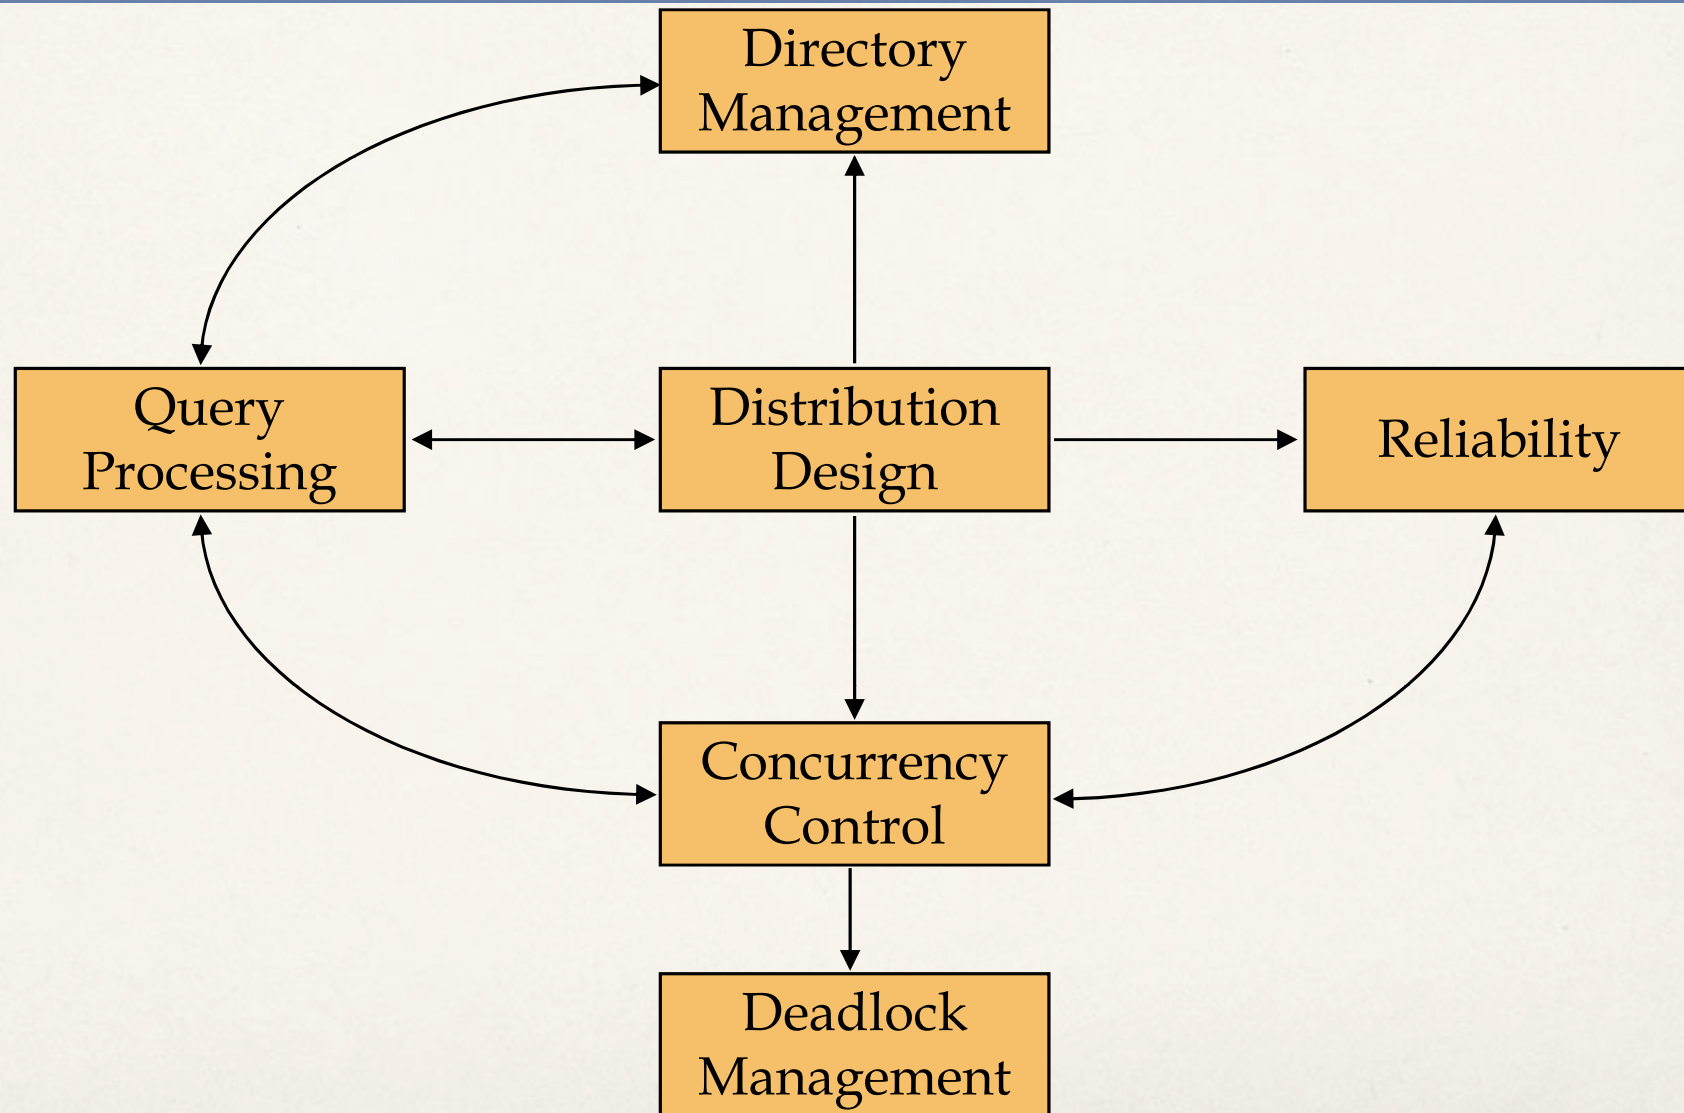 Directory
Management
Query
Processing
Distribution
Design
Reliability
Concurrency
Control
Deadlock
Management